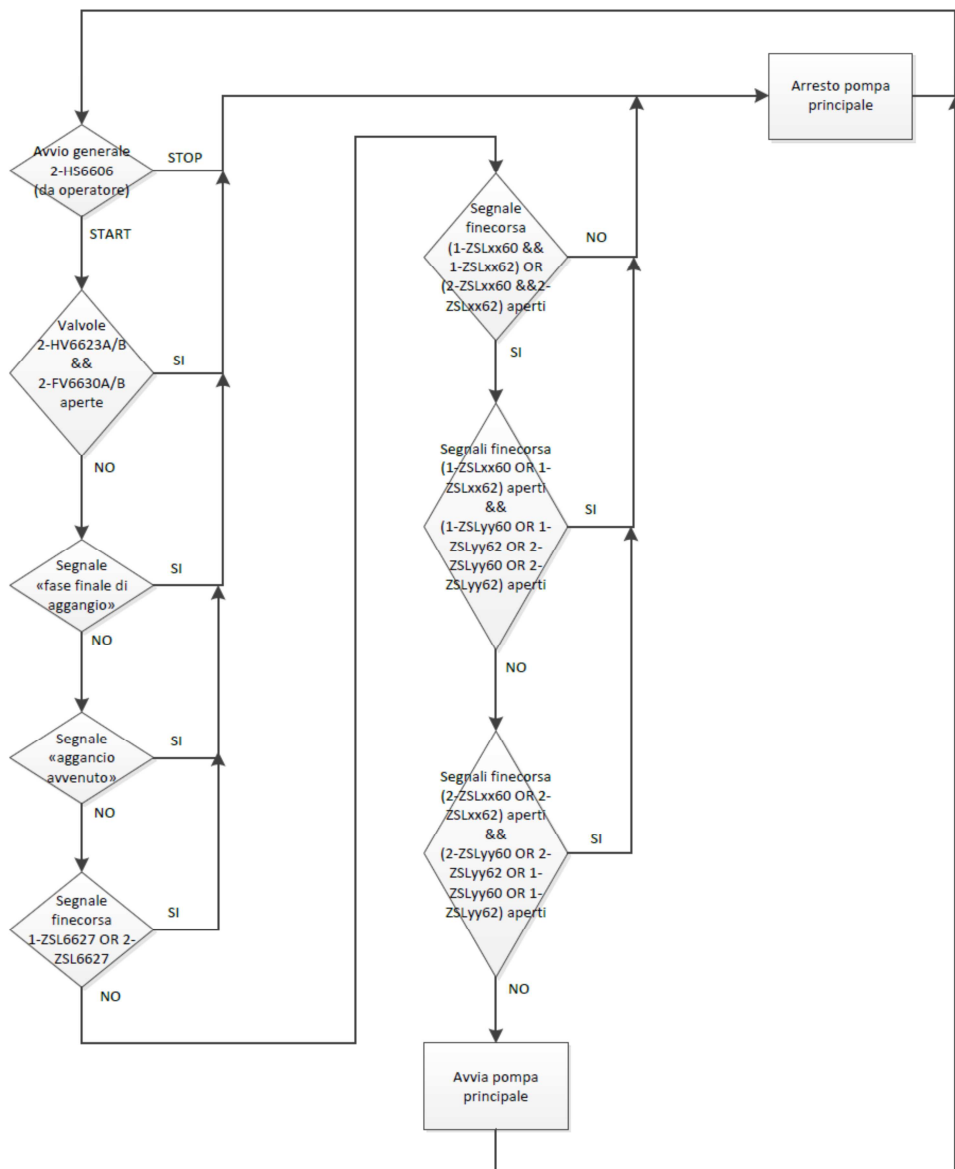 Avvio generale
2-HS6606
(da operatore)
STOP
START
Valvole
2-HV6623A/B
&&
2-FV6630A/B
aperte
SI
NO
Segnale
«fase finale di
aggangio»
SI
NO
Segnale
«aggancio
avvenuto»
SI
NO
Segnale
finecorsa
1-ZSL6627 OR 2-
ZSL6627
SI
NO
Segnale
finecorsa
(1-ZSLxx60 &&
1-ZSLxx62) OR
(2-ZSLxx60 &&2-
ZSLxx62) aperti
NO
SI
Segnali finecorsa
(1-ZSLxx60 OR 1-
ZSLxx62) aperti
&&
(1-ZSLyy60 OR 1-
ZSLyy62 OR 2-
ZSLyy60 OR 2-
ZSLyy62) aperti
SI
NO
Segnali finecorsa
(2-ZSLxx60 OR 2-
ZSLxx62) aperti
&&
(2-ZSLyy60 OR 2-
ZSLyy62 OR 1-
ZSLyy60 OR 1-
ZSLyy62) aperti
SI
NO
Avvia pompa
principale
Arresto pompa
principale